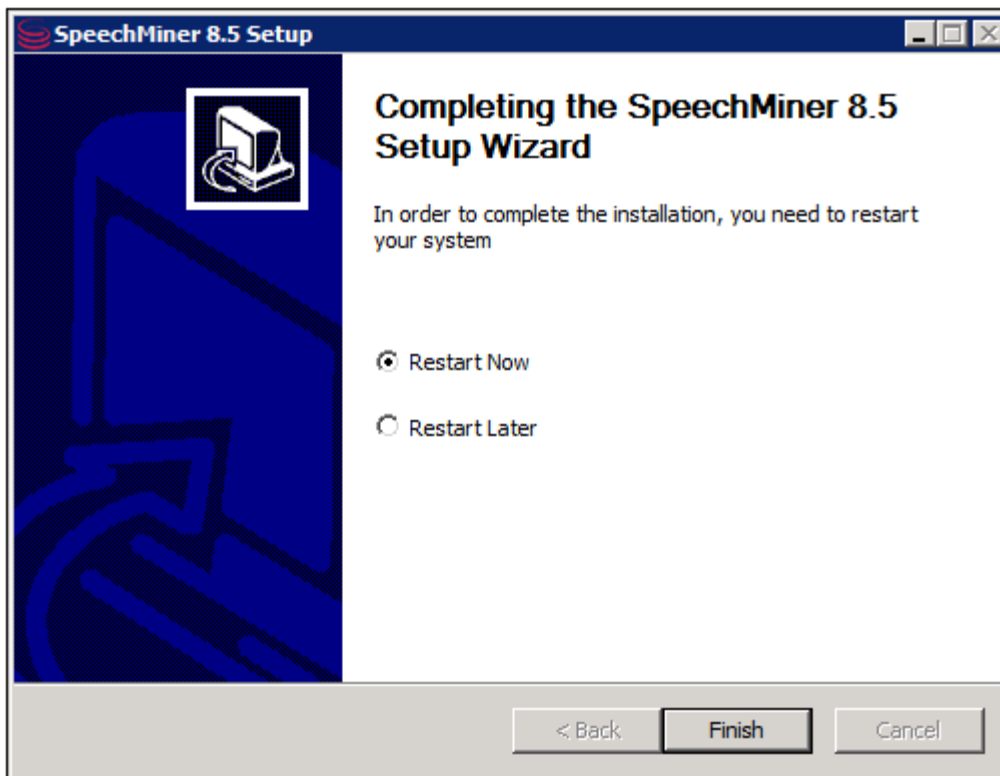 SpeechMiner 8.5 Setup
Completing the SpeechMiner 8.5
Setup Wizard
In order to complete the installation, you need to restart
your system
Restart Now
Restart Later
< Back
Finish
Cancel